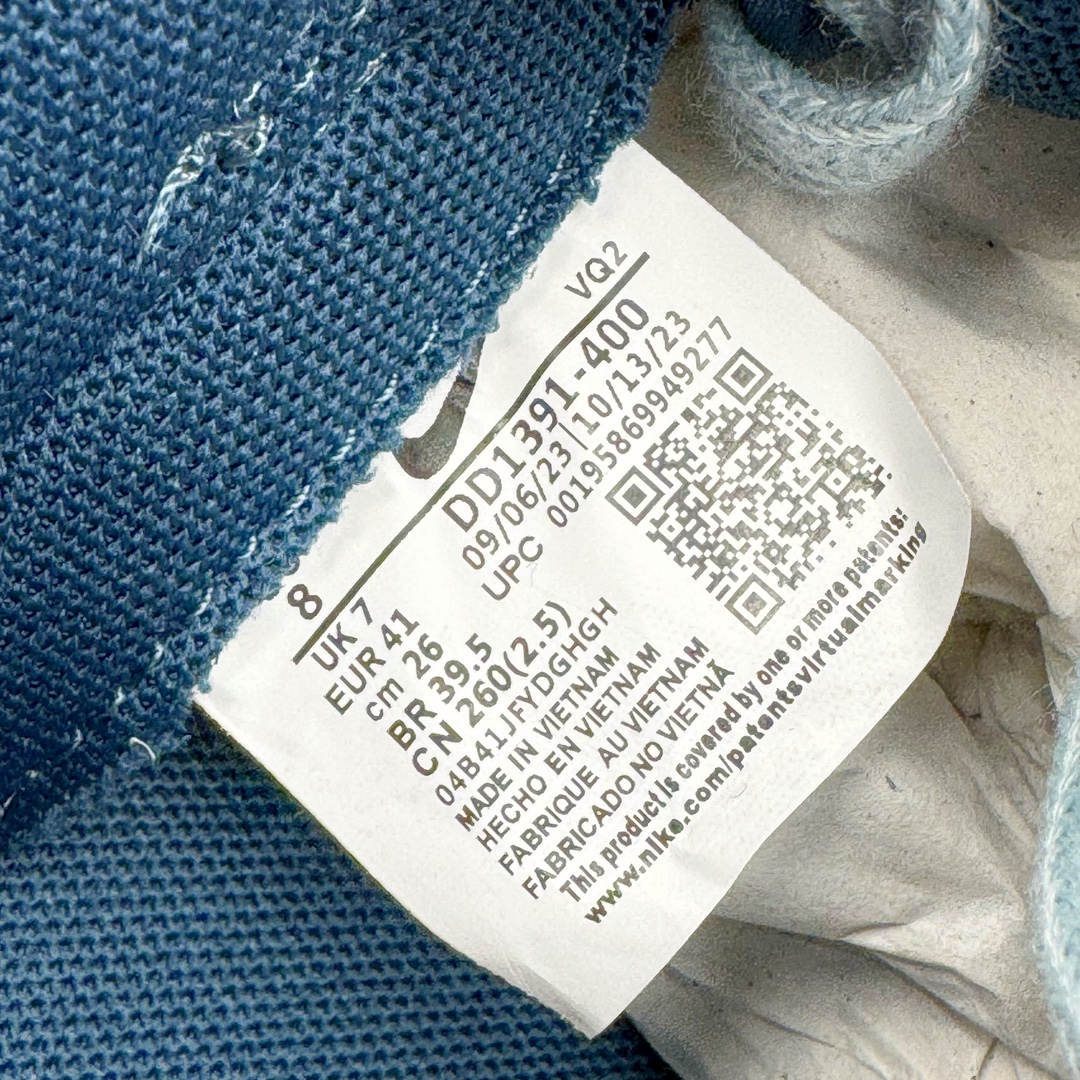 8 VQ2
UK 7
EUR 41
cm 26
BR 39.5
CN 260(2.5)
DD1391-400
09/06/23|10/13/23
UPC 00195869949277
04B41JFYDGHGH
MADE IN VIETNAM
HECHO EN VIETNAM
FABRIQUE AU VIETNAM
FABRICADO NO VIETNÃ
This product is covered by one or more patents:
www.nike.com/patentsvirtualmarking